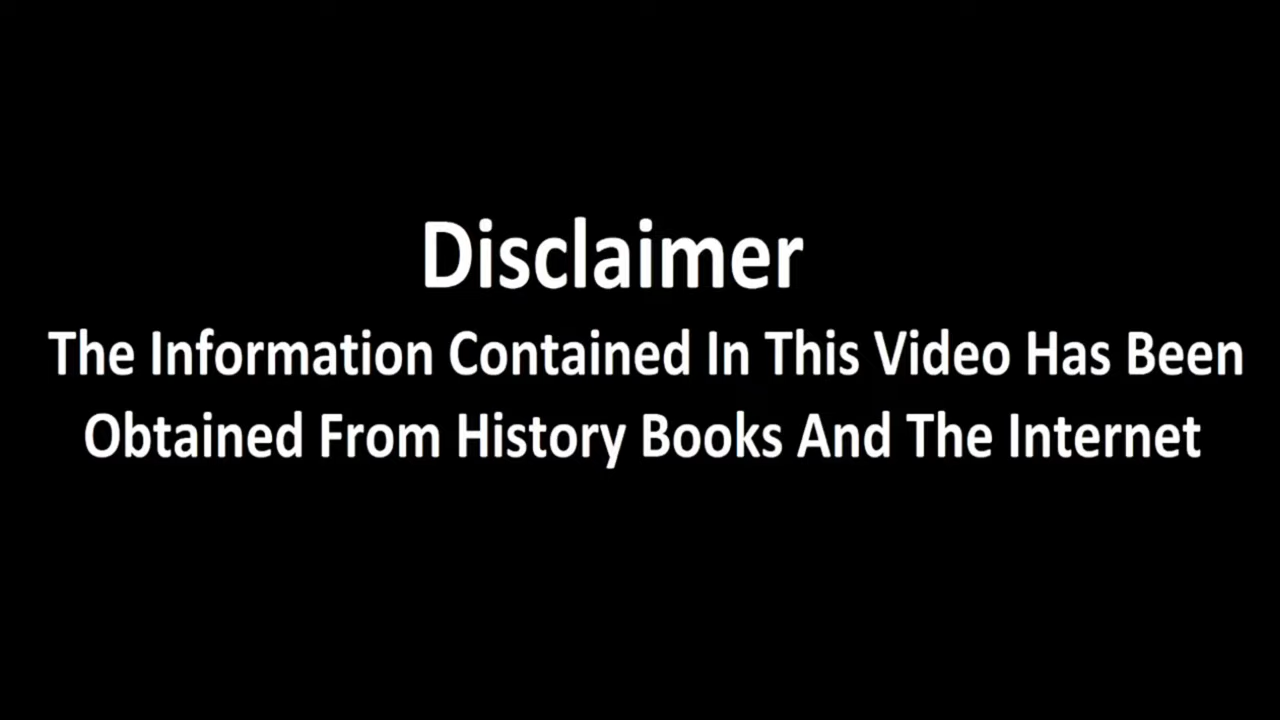 Disclaimer
The Information Contained In This Video Has Been
Obtained From History Books And The Internet